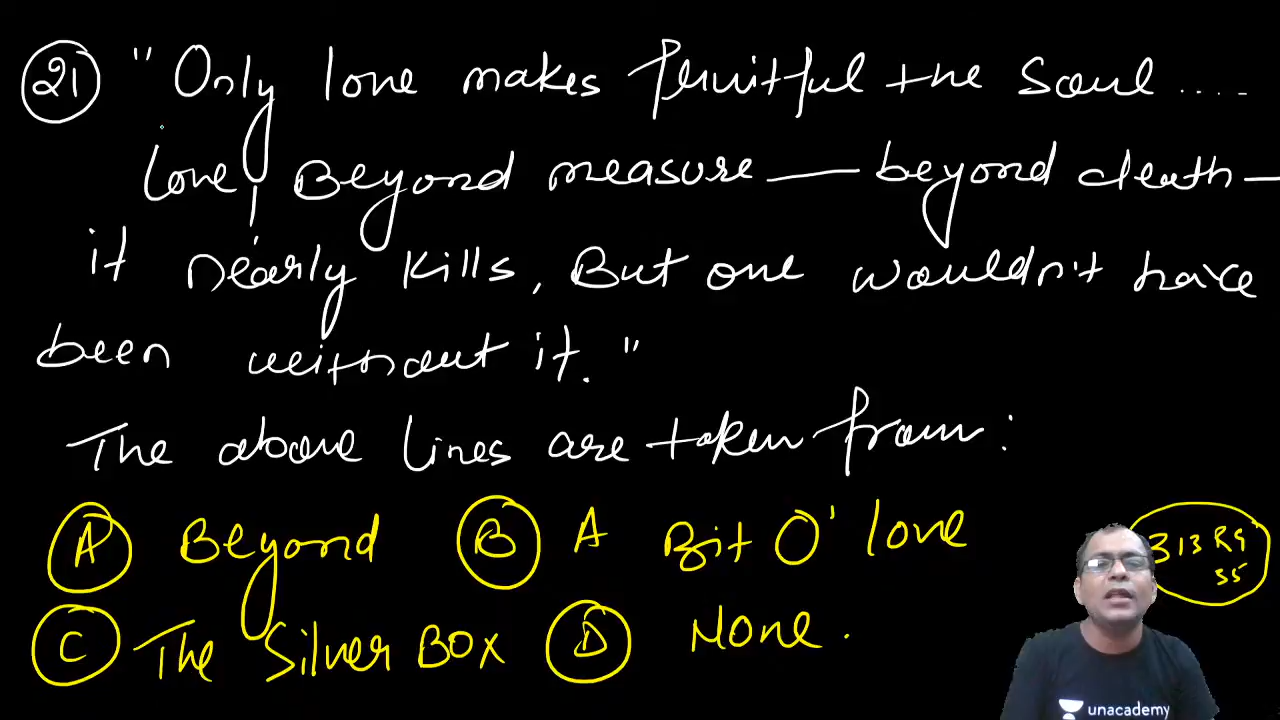 21 "Only love makes fruitful the soul.....
love, Beyond measure — beyond death —
it nearly kills, But one wouldn't have
been without it."
The above lines are taken from:
A Beyond B A Bit O' love
C The Silver BOX D None.
unacademy